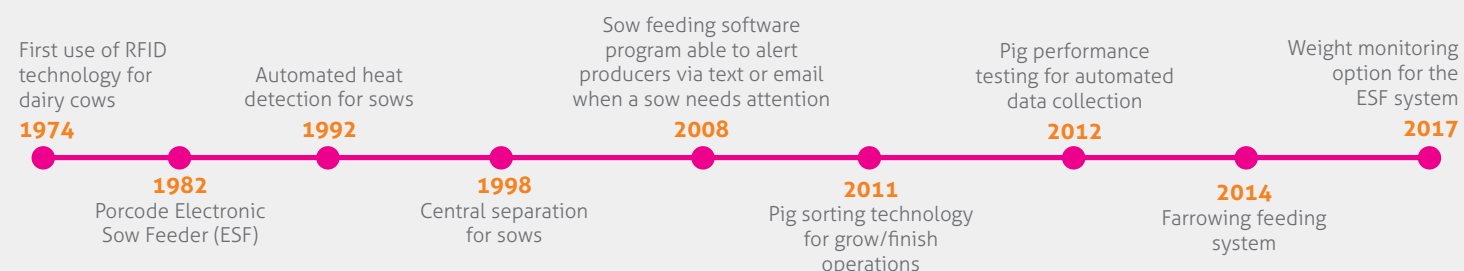 First use of RFID
technology for
dairy cows
1974
1982
Porcode Electronic
Sow Feeder (ESF)
Automated heat
detection for sows
1992
1998
Central separation
for sows
Sow feeding software
program able to alert
producers via text or email
when a sow needs attention
2008
2011
Pig sorting technology
for grow/finish
operations
Pig performance
testing for automated
data collection
2012
2014
Farrowing feeding
system
Weight monitoring
option for the
ESF system
2017